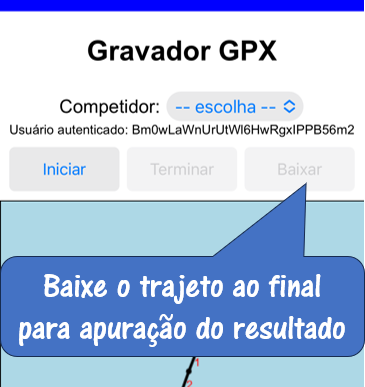 Gravador GPX
Competidor: -- escolha --
Usuário autenticado: Bm0wLaWnUrUtWl6HwRgxIPPB56m2
Iniciar Terminar Baixar
Baixe o trajeto ao final
para apuração do resultado
1
2